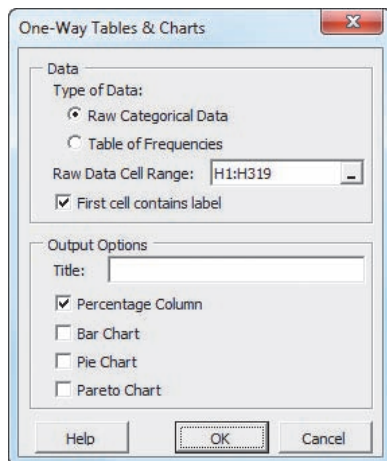 One-Way Tables & Charts
Data
Type of Data:
Raw Categorical Data
Table of Frequencies
Raw Data Cell Range: H1:H319
First cell contains label
Output Options
Title:
Percentage Column
Bar Chart
Pie Chart
Pareto Chart
Help OK Cancel